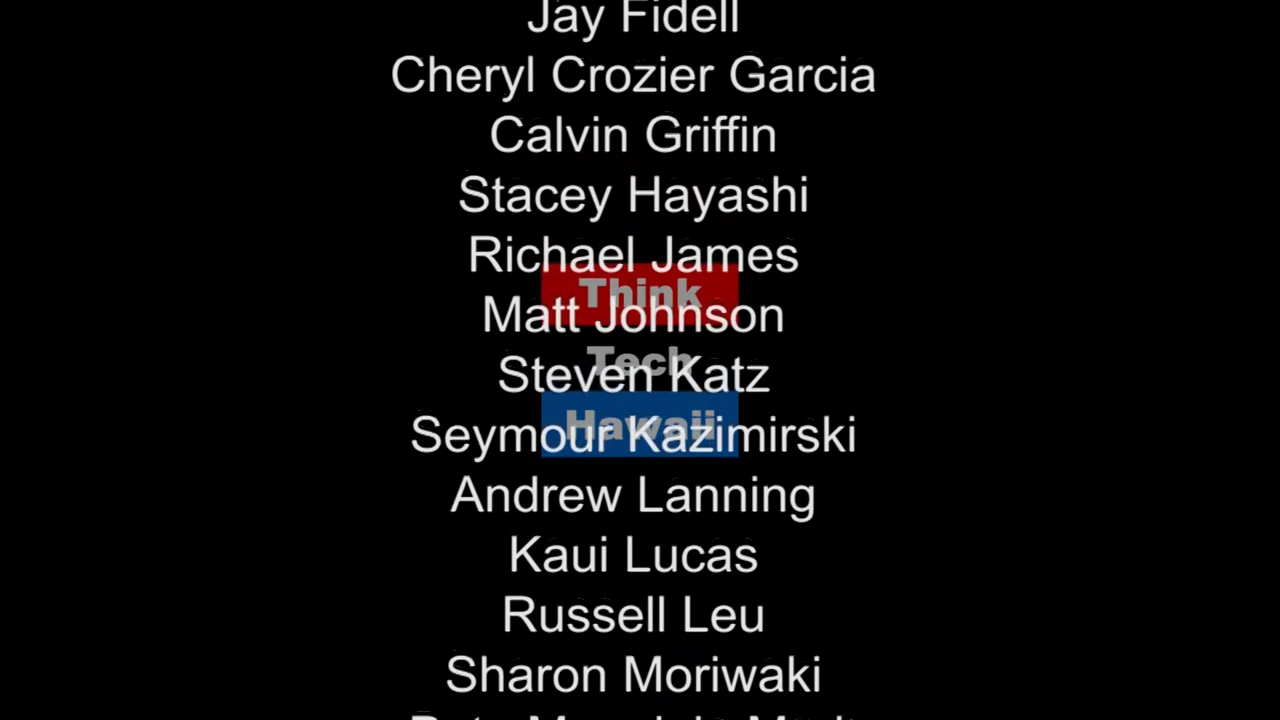 Jay Fidell
Cheryl Crozier Garcia
Calvin Griffin
Stacey Hayashi
Richael James
Think
Matt Johnson
Tech
Steven Katz
Hawaii
Seymour Kazimirski
Andrew Lanning
Kaui Lucas
Russell Leu
Sharon Moriwaki